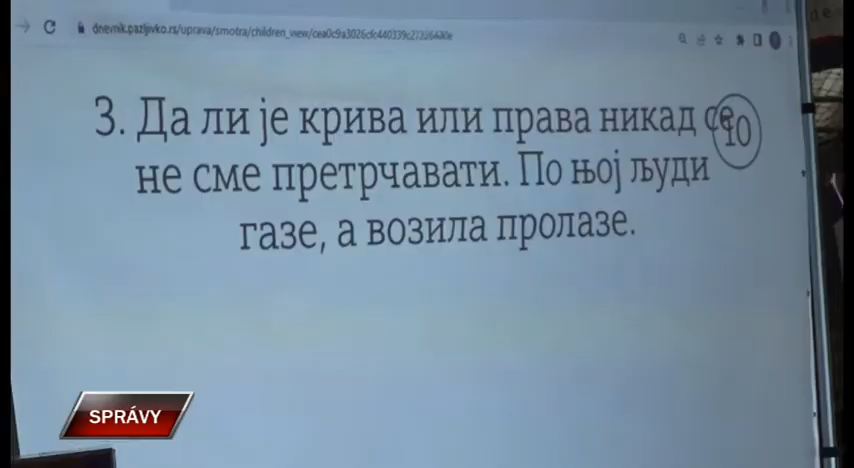 dnevnik.pazljivko.rs/uprava/smotra/children_view/
3. Да ли је крива или права никад се
10
не сме претрчавати. По њој људи
газе, а возила пролазе.
SPRÁVY